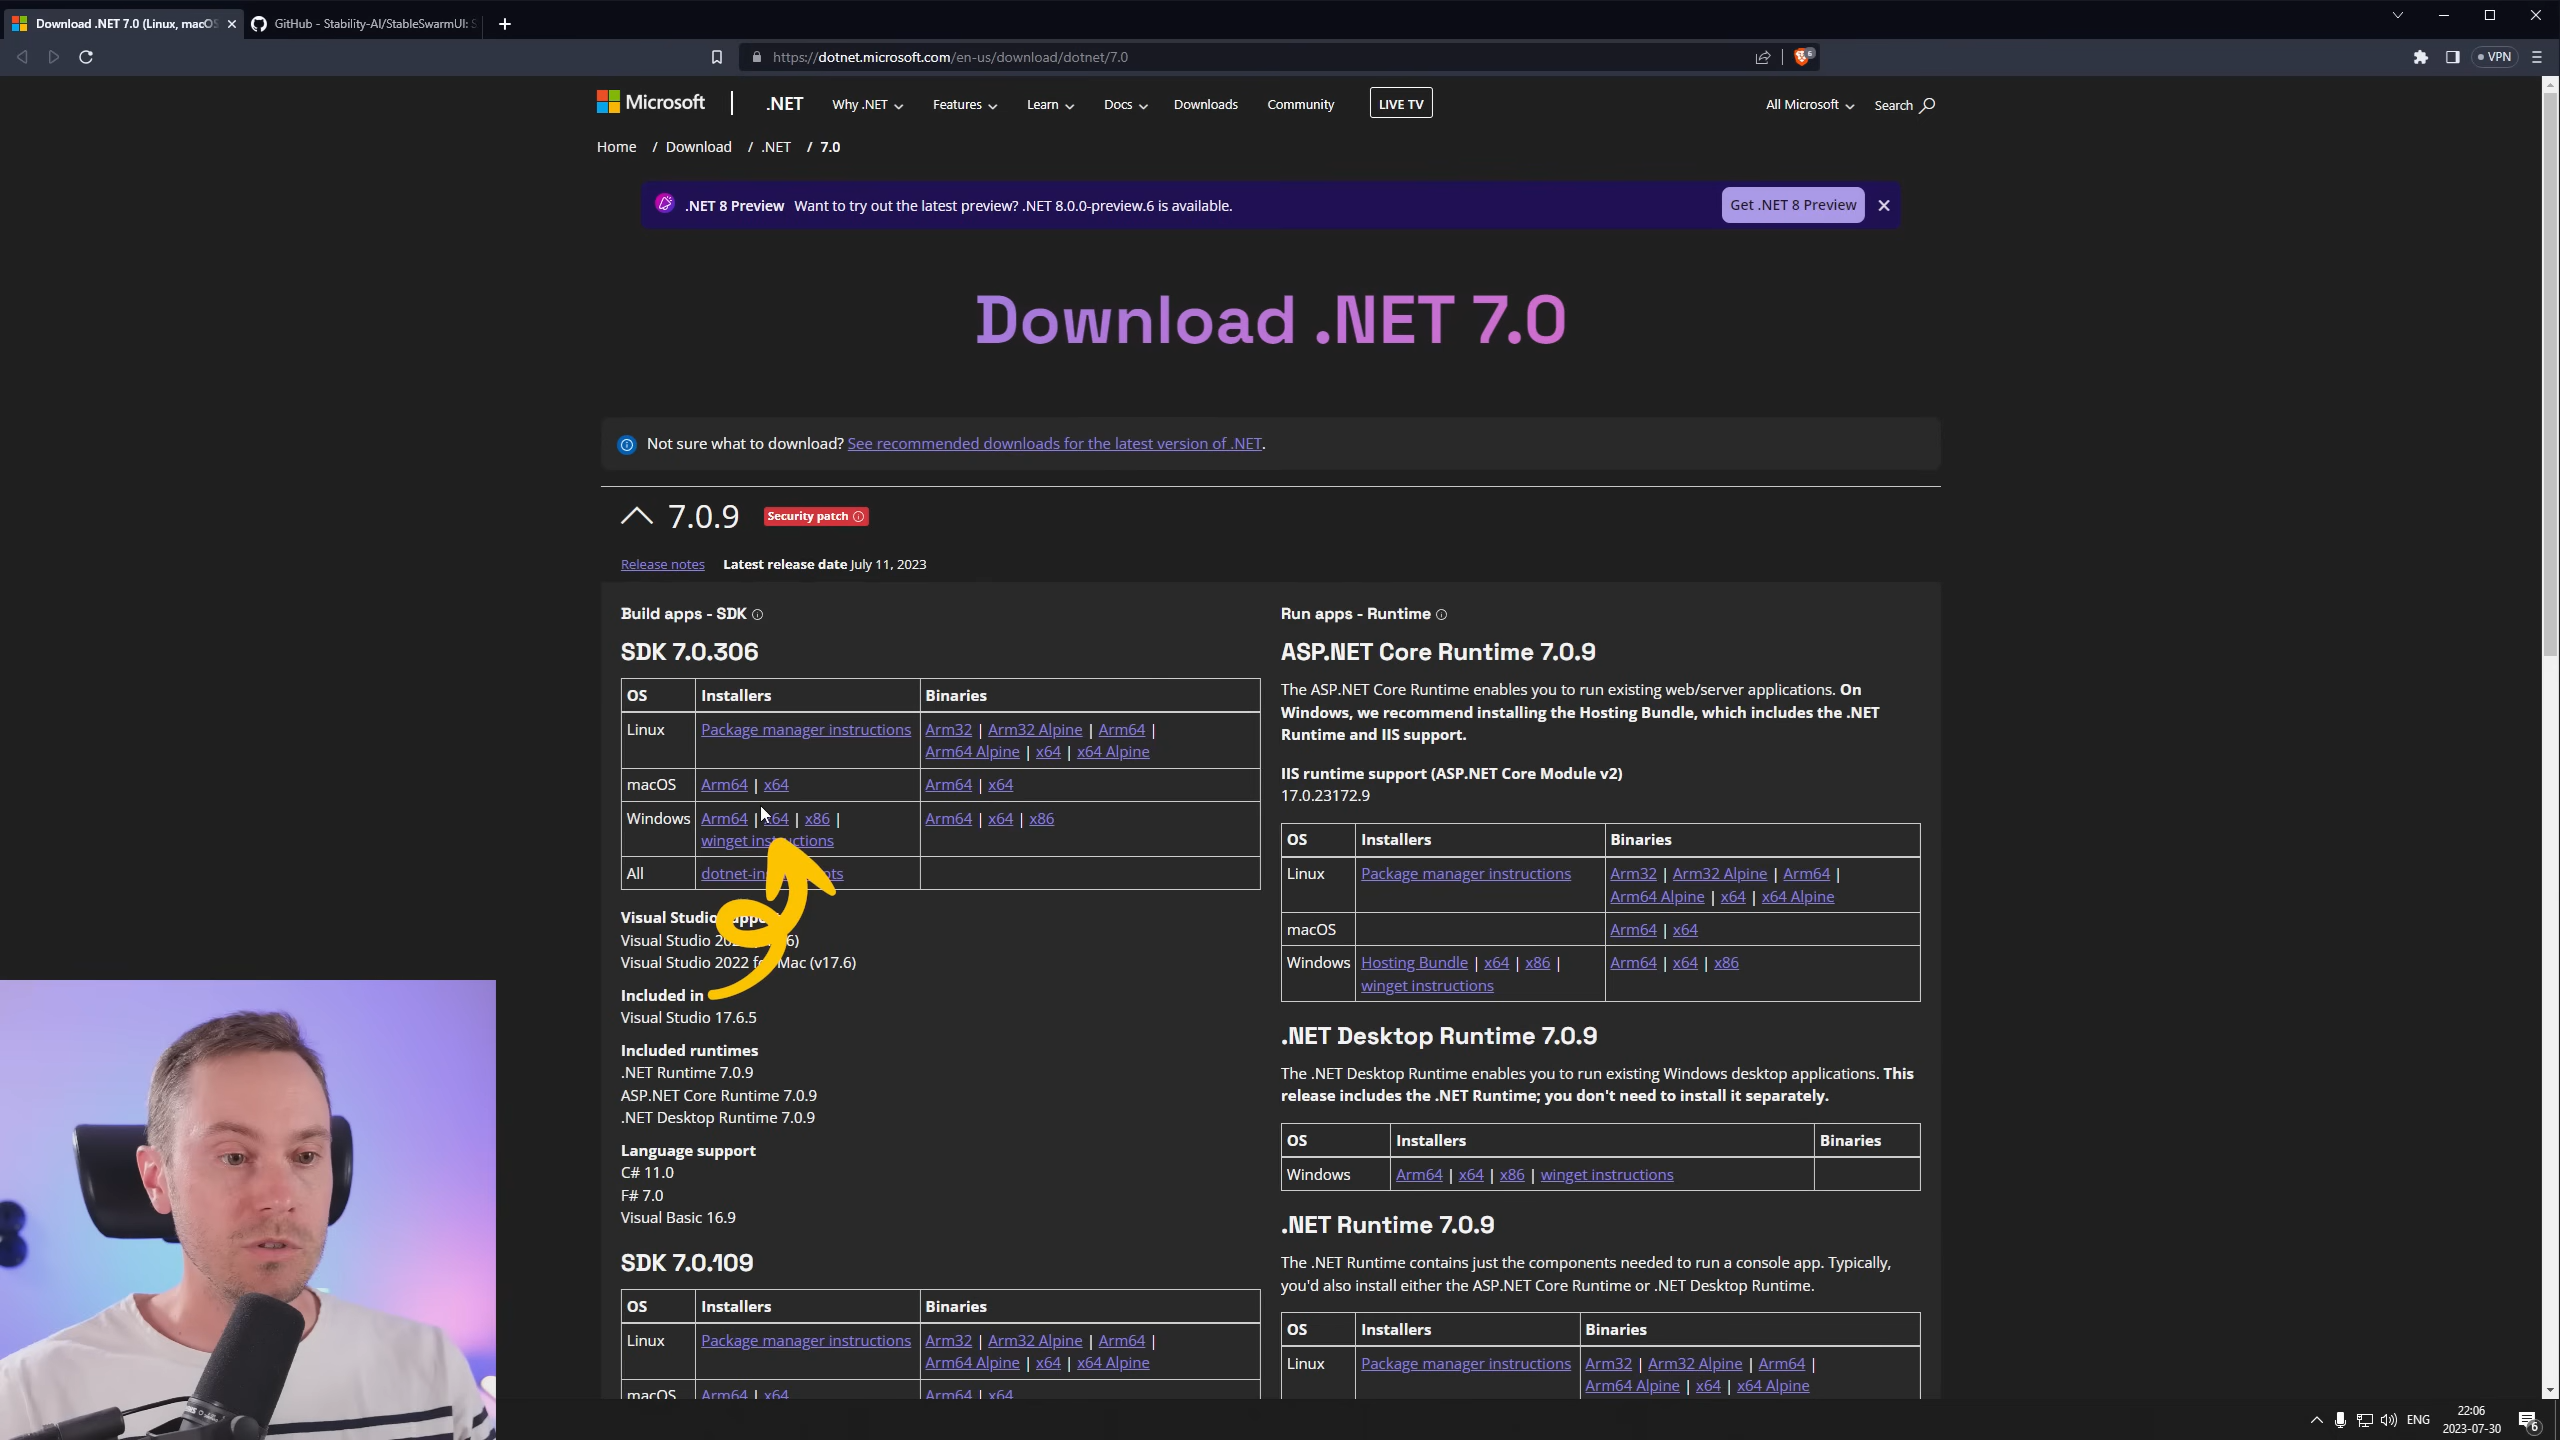 Download .NET 7.0 (Linux, macOS
GitHub - Stability-AI/StableSwarmUI: S
https://dotnet.microsoft.com/en-us/download/dotnet/7.0
6
VPN
Microsoft
.NET
Why .NET
Features
Learn
Docs
Downloads
Community
LIVE TV
All Microsoft
Search
Home / Download / .NET / 7.0
.NET 8 Preview Want to try out the latest preview? .NET 8.0.0-preview.6 is available.
Get .NET 8 Preview
Download .NET 7.0
Not sure what to download? See recommended downloads for the latest version of .NET.
7.0.9
Security patch
Release notes Latest release date July 11, 2023
Build apps - SDK
SDK 7.0.306
OS Installers Binaries
Linux Package manager instructions Arm32 | Arm32 Alpine | Arm64 |
Arm64 Alpine | x64 | x64 Alpine
macOS Arm64 | x64 Arm64 | x64
Windows Arm64 | x64 | x86 | Arm64 | x64 | x86
winget instructions
All
Visual Studio
Visual Studio
Visual Studio 2022 for Mac (v17.6)
Included in
Visual Studio 17.6.5
Included runtimes
.NET Runtime 7.0.9
ASP.NET Core Runtime 7.0.9
.NET Desktop Runtime 7.0.9
Language support
C# 11.0
F# 7.0
Visual Basic 16.9
SDK 7.0.109
OS Installers Binaries
Linux Package manager instructions Arm32 | Arm32 Alpine | Arm64 |
Arm64 Alpine | x64 | x64 Alpine
macOS Arm64 | x64 Arm64 | x64
Run apps - Runtime
ASP.NET Core Runtime 7.0.9
The ASP.NET Core Runtime enables you to run existing web/server applications. On
Windows, we recommend installing the Hosting Bundle, which includes the .NET
Runtime and IIS support.
IIS runtime support (ASP.NET Core Module v2)
17.0.23172.9
OS Installers Binaries
Linux Package manager instructions Arm32 | Arm32 Alpine | Arm64 |
Arm64 Alpine | x64 | x64 Alpine
macOS Arm64 | x64
Windows Hosting Bundle | x64 | x86 | Arm64 | x64 | x86
winget instructions
.NET Desktop Runtime 7.0.9
The .NET Desktop Runtime enables you to run existing Windows desktop applications. This
release includes the .NET Runtime; you don't need to install it separately.
OS Installers Binaries
Windows Arm64 | x64 | x86 | winget instructions
.NET Runtime 7.0.9
The .NET Runtime contains just the components needed to run a console app. Typically,
you'd also install either the ASP.NET Core Runtime or .NET Desktop Runtime.
OS Installers Binaries
Linux Package manager instructions Arm32 | Arm32 Alpine | Arm64 |
Arm64 Alpine | x64 | x64 Alpine
ENG
22:06
2023-07-30
6